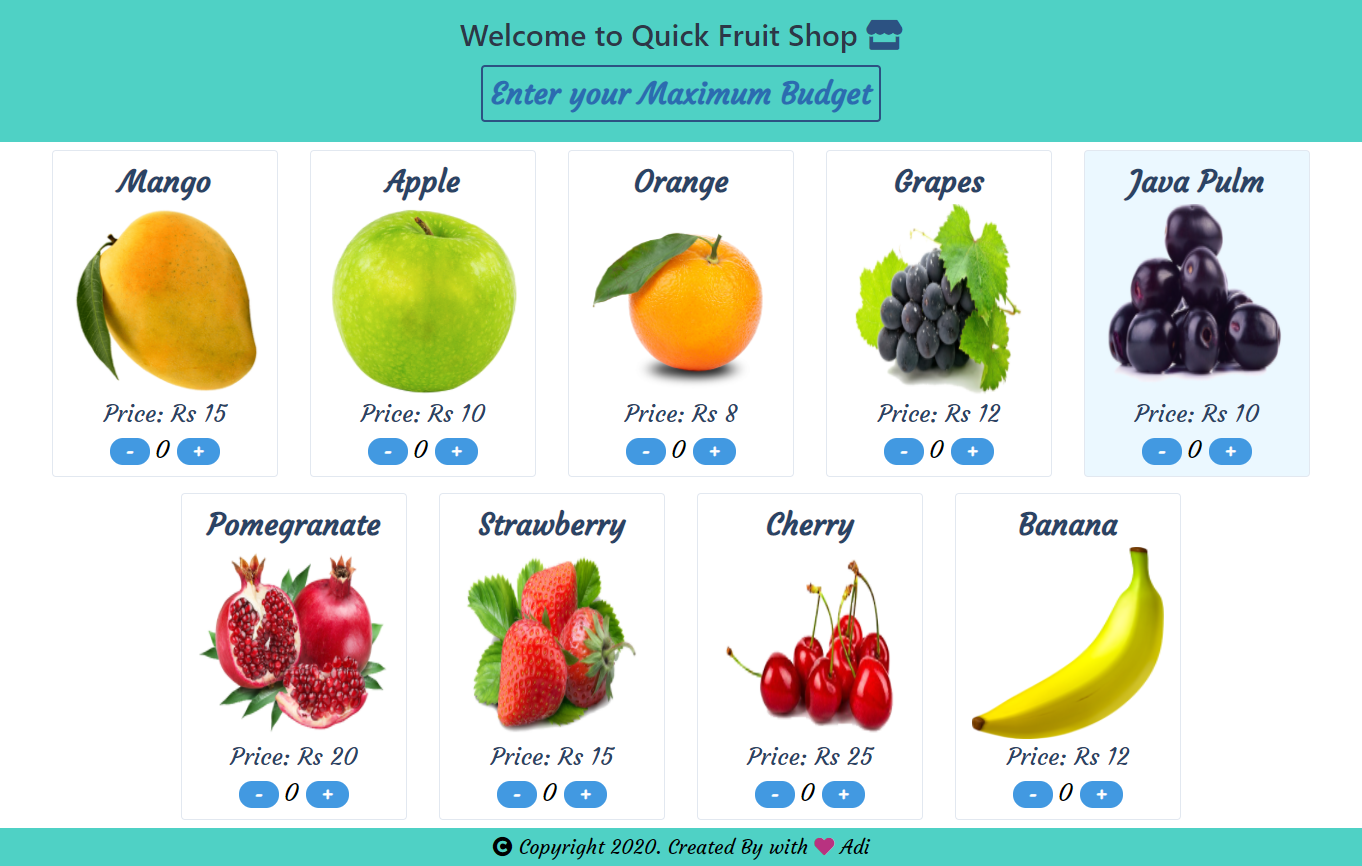 Welcome to Quick Fruit Shop
Enter your Maximum Budget
Mango
Price: Rs 15
- 0 +
Apple
Price: Rs 10
- 0 +
Orange
Price: Rs 8
- 0 +
Grapes
Price: Rs 12
- 0 +
Java Pulm
Price: Rs 10
- 0 +
Pomegranate
Price: Rs 20
- 0 +
Strawberry
Price: Rs 15
- 0 +
Cherry
Price: Rs 25
- 0 +
Banana
Price: Rs 12
- 0 +
© Copyright 2020. Created By with ♥ Adi